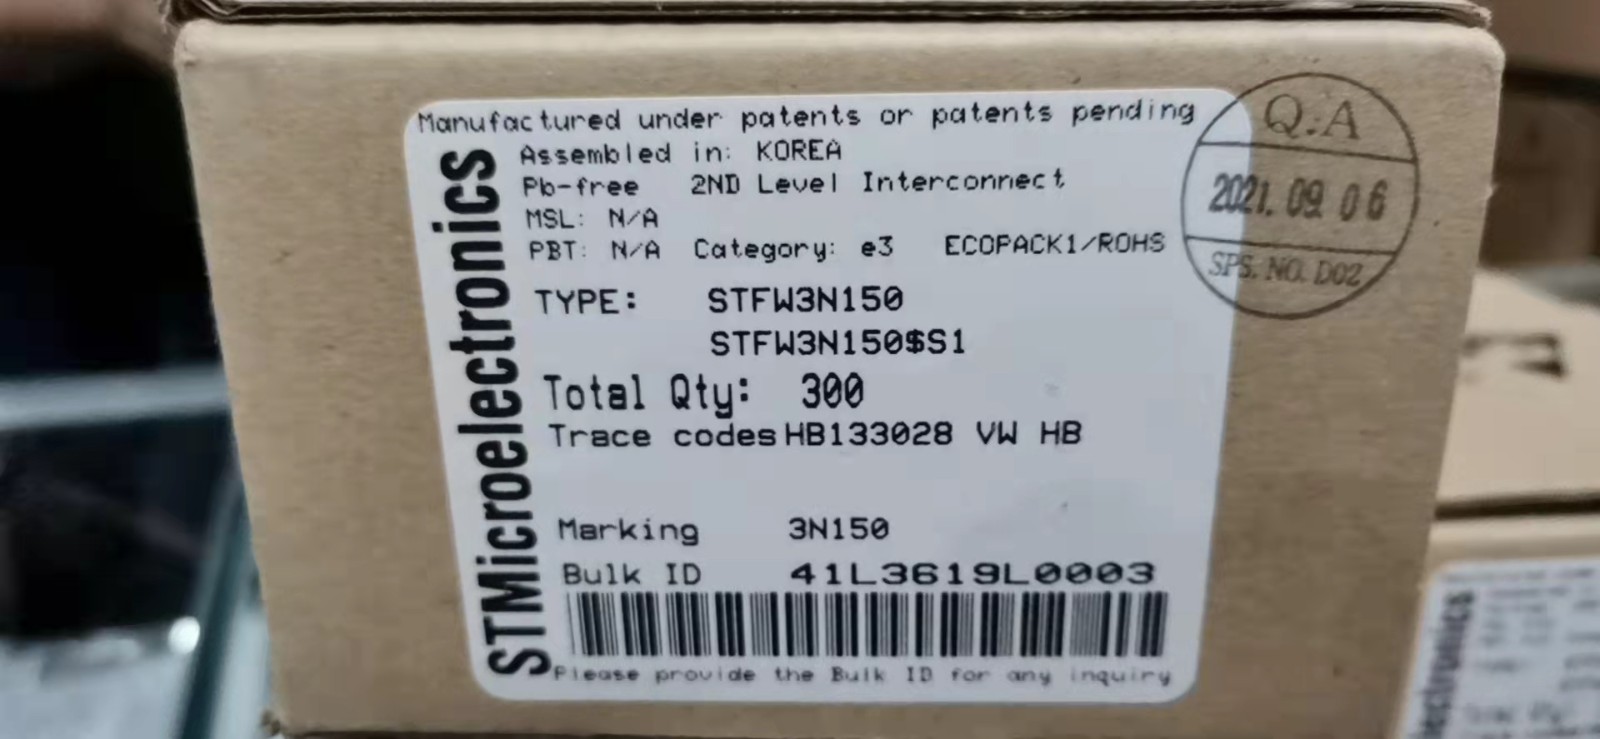 Manufactured under patents or patents pending
Assembled in: KOREA
Pb-free 2ND Level Interconnect
MSL: N/A
PBT: N/A Category: e3 ECOPACK1/ROHS
TYPE: STFW3N150
STFW3N150$S1
Total Qty: 300
Trace codes HB133028 VW HB
Marking 3N150
Bulk ID 41L3619L0003
Please provide the Bulk ID for any inquiry
STMicroelectronics
Q.A
2021.09.06
SPS. NO. D02
ectronics